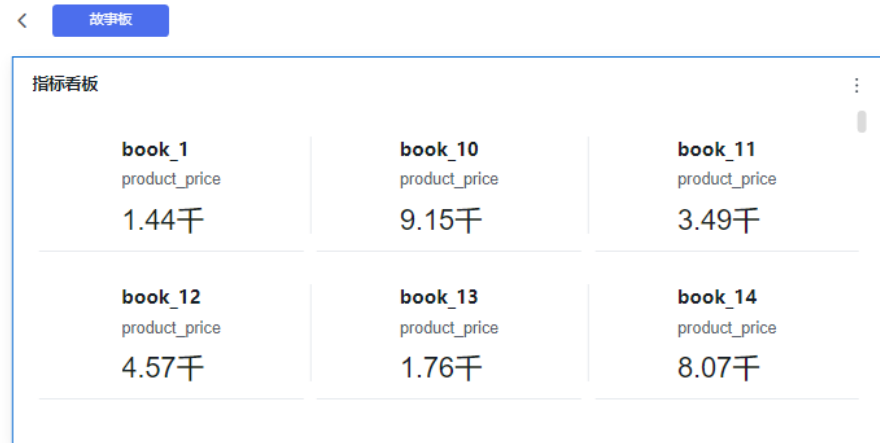 故事板
指标看板
book_1
product_price
1.44千
book_10
product_price
9.15千
book_11
product_price
3.49千
book_12
product_price
4.57千
book_13
product_price
1.76千
book_14
product_price
8.07千